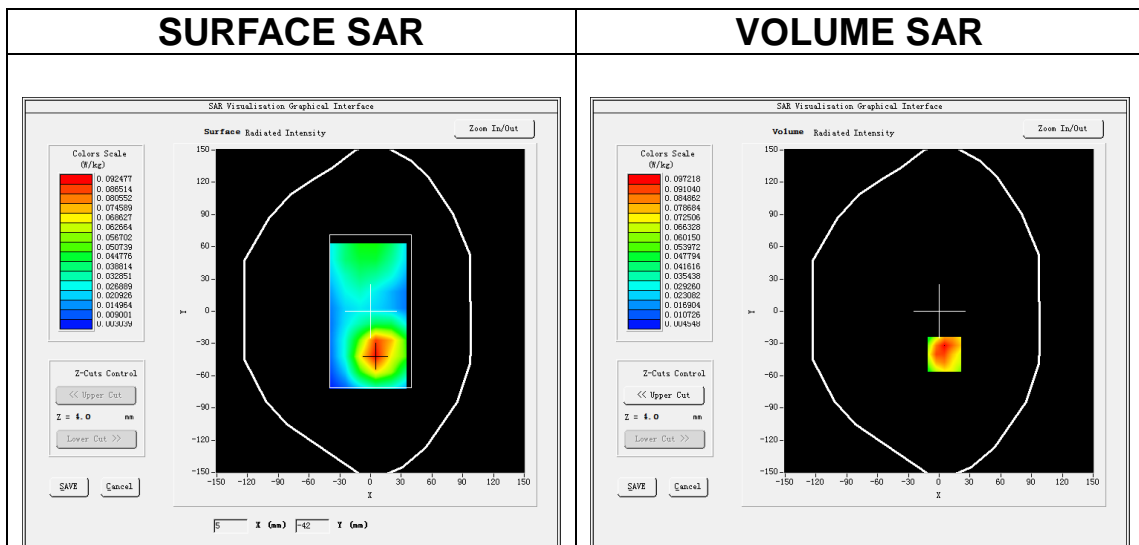 SURFACE SAR
VOLUME SAR
SAR Visualisation Graphical Interface
Surface Radiated Intensity
Zoom In/Out
Colors Scale
(W/kg)
0.092477
0.086514
0.080552
0.074589
0.068627
0.062664
0.056702
0.050739
0.044776
0.038814
0.032851
0.026889
0.020926
0.014964
0.009001
0.003039
150
120
90
60
30
0
-30
-60
-90
-120
-150
Y
-150 -120 -90 -60 -30 0 30 60 90 120 150
X
Z-Cuts Control
<< Upper Cut
Z = 4.0 mm
Lower Cut >>
SAVE Cancel
5 X (mm) -42 Y (mm)
SAR Visualisation Graphical Interface
Volume Radiated Intensity
Zoom In/Out
Colors Scale
(W/kg)
0.097218
0.091040
0.084862
0.078684
0.072506
0.066328
0.060150
0.053972
0.047794
0.041616
0.035438
0.029260
0.023082
0.016904
0.010726
0.004548
150
120
90
60
30
0
-30
-60
-90
-120
-150
Y
-150 -120 -90 -60 -30 0 30 60 90 120 150
X
Z-Cuts Control
<< Upper Cut
Z = 4.0 mm
Lower Cut >>
SAVE Cancel